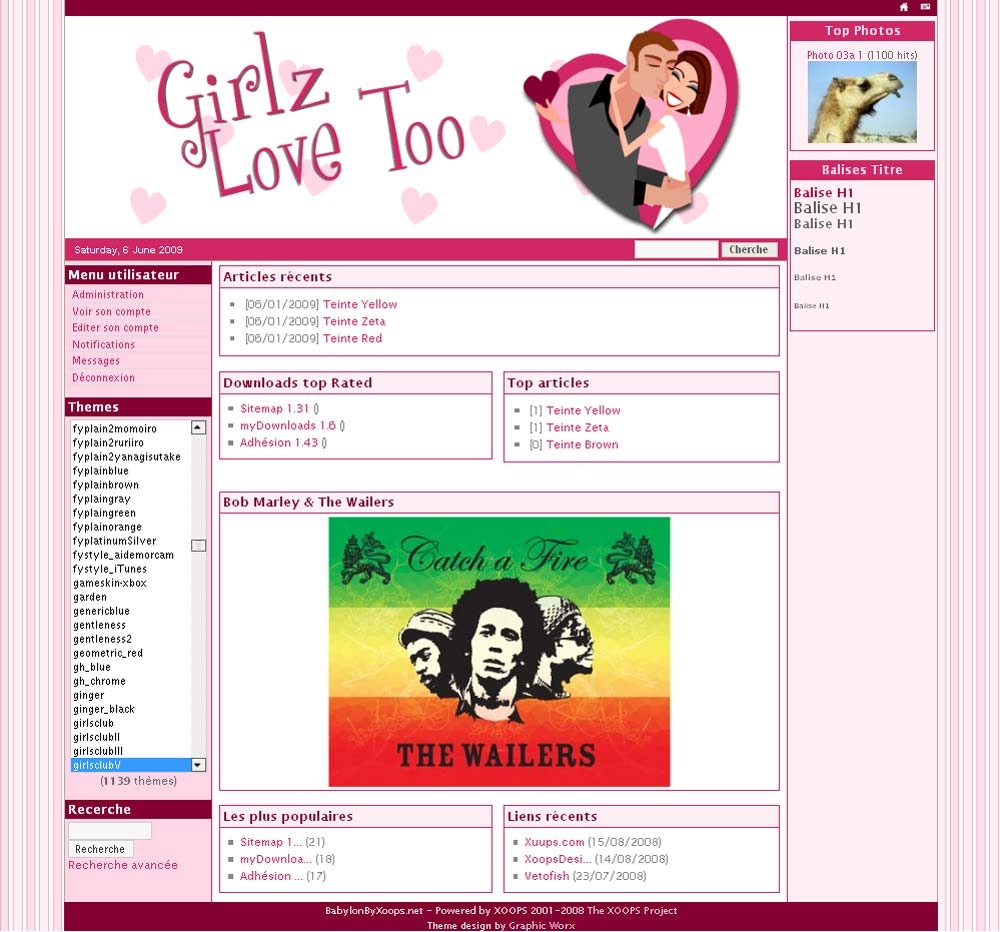 Girlz
Love Too
Saturday, 6 June 2009
Cherche
Menu utilisateur
Administration
Voir son compte
Editer son compte
Notifications
Messages
Déconnexion
Themes
fyplain2momoiro
fyplain2ruriiro
fyplain2yanagisutake
fyplainblue
fyplainbrown
fyplaingray
fyplaingreen
fyplainorange
fyplatinumSilver
fystyle_aidemorcam
fystyle_iTunes
gameskin-xbox
garden
genericblue
gentleness
gentleness2
geometric_red
gh_blue
gh_chrome
ginger
ginger_black
girlsclub
girlsclubII
girlsclubIII
girlsclubV
(1139 thèmes)
Recerche
Recherche
Recherche avancée
Articles récents
[06/01/2009] Teinte Yellow
[06/01/2009] Teinte Zeta
[06/01/2009] Teinte Red
Downloads top Rated
Sitemap 1.31 ()
myDownloads 1.6 ()
Adhésion 1.43 ()
Top articles
[1] Teinte Yellow
[1] Teinte Zeta
[0] Teinte Brown
Bob Marley & The Wailers
Catch a Fire
THE WAILERS
Les plus populaires
Sitemap 1... (21)
myDownloa... (18)
Adhésion ... (17)
Liens récents
Xuups.com (15/08/2008)
XoopsDesi... (14/08/2008)
Vetofish (23/07/2008)
Top Photos
Photo 03a 1 (1100 hits)
Balises Titre
Balise H1
Balise H1
Balise H1
Balise H1
Balise H1
Balise H1
BabylonByXoops.net - Powered by XOOPS 2001-2008 The XOOPS Project
Theme design by Graphic Worx